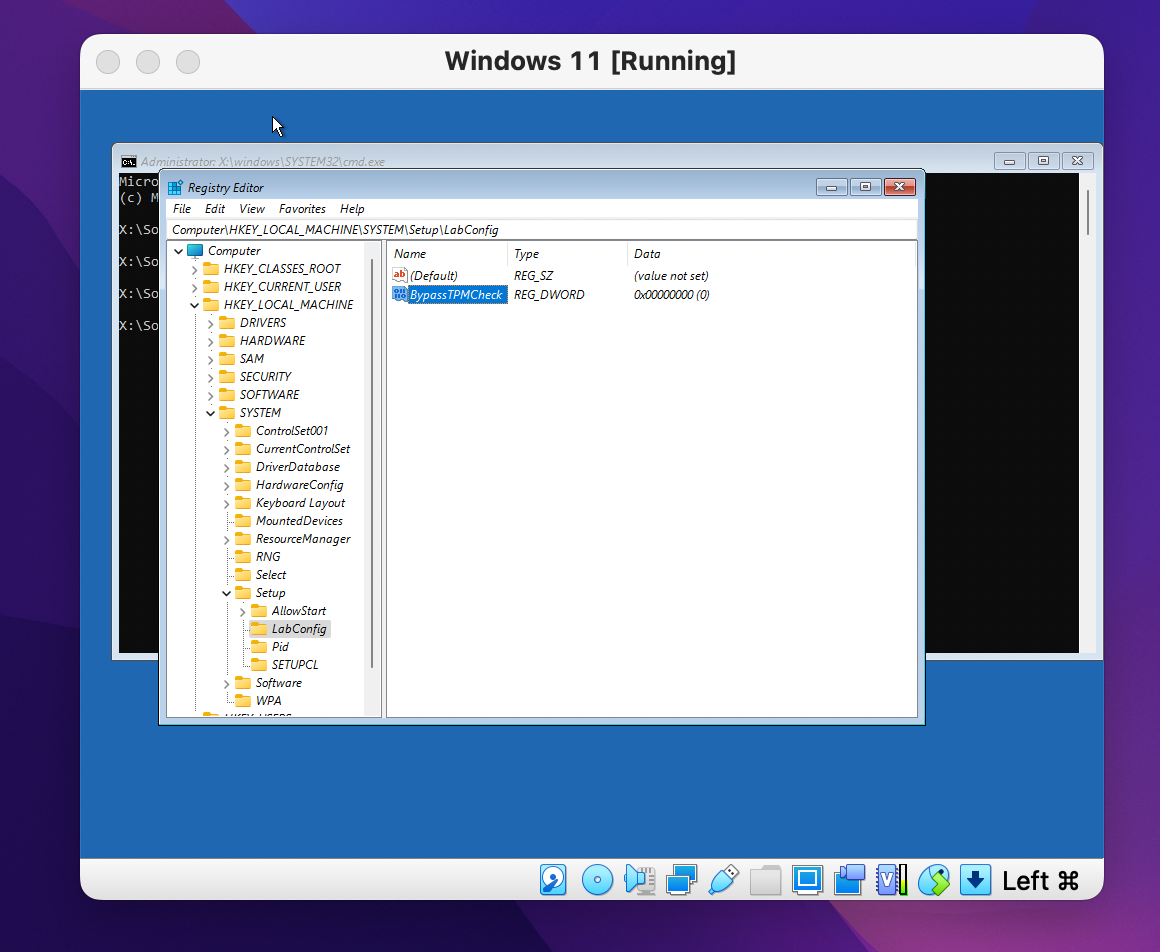 Windows 11 [Running]
Administrator: X:\windows\SYSTEM32\cmd.exe
Micro
(c) M
X:\So
X:\So
X:\So
X:\So
Registry Editor
File Edit View Favorites Help
Computer\HKEY_LOCAL_MACHINE\SYSTEM\Setup\LabConfig
Computer
HKEY_CLASSES_ROOT
HKEY_CURRENT_USER
HKEY_LOCAL_MACHINE
DRIVERS
HARDWARE
SAM
SECURITY
SOFTWARE
SYSTEM
ControlSet001
CurrentControlSet
DriverDatabase
HardwareConfig
Keyboard Layout
MountedDevices
ResourceManager
RNG
Select
Setup
AllowStart
LabConfig
Pid
SETUPCL
Software
WPA
Name Type Data
(Default) REG_SZ (value not set)
BypassTPMCheck REG_DWORD 0x00000000 (0)
Left ⌘